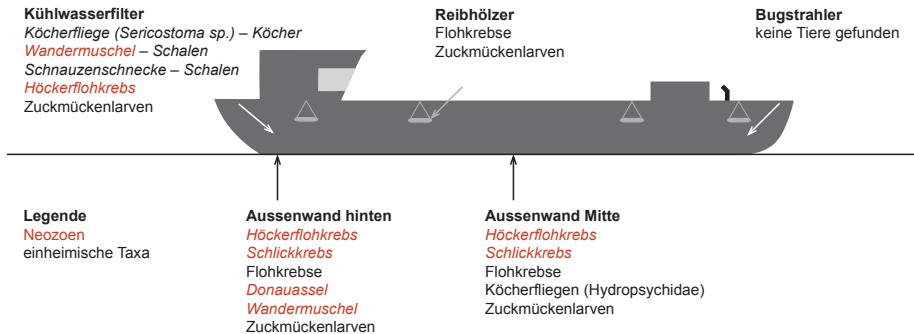 Kühlwasserfilter
Köcherfliege (Sericostoma sp.) – Köcher
Wandermuschel – Schalen
Schnauzenschnecke – Schalen
Höckerflohkrebs
Zuckmückenlarven
Reibhölzer
Flohkrebse
Zuckmückenlarven
Bugstrahler
keine Tiere gefunden
Legende
Neozoen
einheimische Taxa
Aussenwand hinten
Höckerflohkrebs
Schlickkrebs
Flohkrebse
Donauassel
Wandermuschel
Zuckmückenlarven
Aussenwand Mitte
Höckerflohkrebs
Schlickkrebs
Flohkrebse
Köcherfliegen (Hydropsychidae)
Zuckmückenlarven